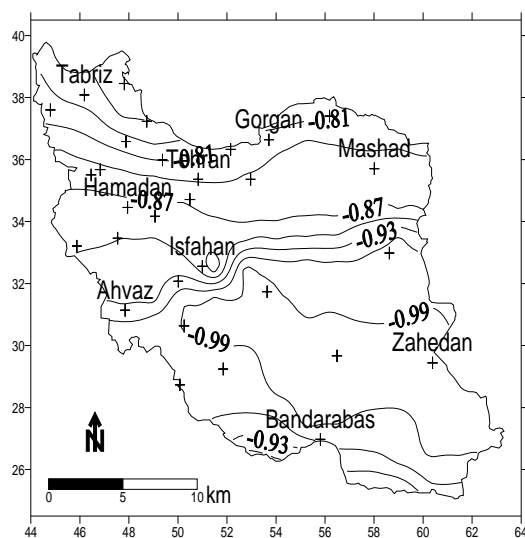 40
38
36
34
32
30
28
26
44 46 48 50 52 54 56 58 60 62 64
Tabriz
Gorgan -0.81
Tehran -0.81
Mashad
Hamadan
-0.87
-0.87
-0.93
Isfahan
Ahvaz
-0.99
-0.99
Zahedan
Bandarabas
-0.93
N
0 5 10
km